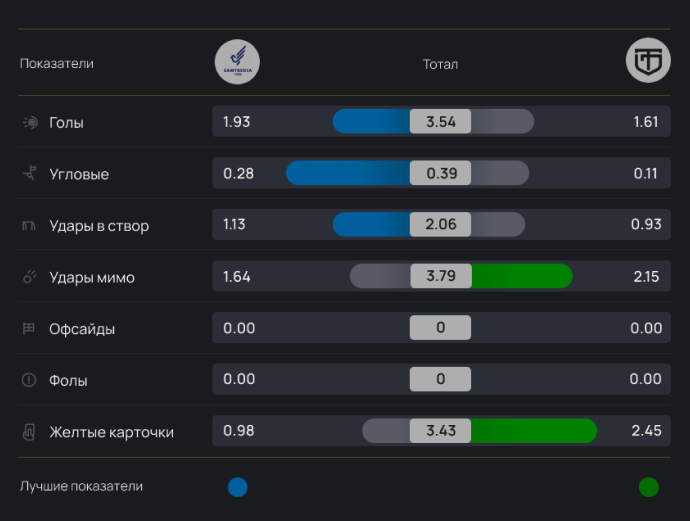 Показатели SAMTREDIA Тотал
Голы 1.93 3.54 1.61
Угловые 0.28 0.39 0.11
Удары в створ 1.13 2.06 0.93
Удары мимо 1.64 3.79 2.15
Офсайды 0.00 0 0.00
Фолы 0.00 0 0.00
Желтые карточки 0.98 3.43 2.45
Лучшие показатели